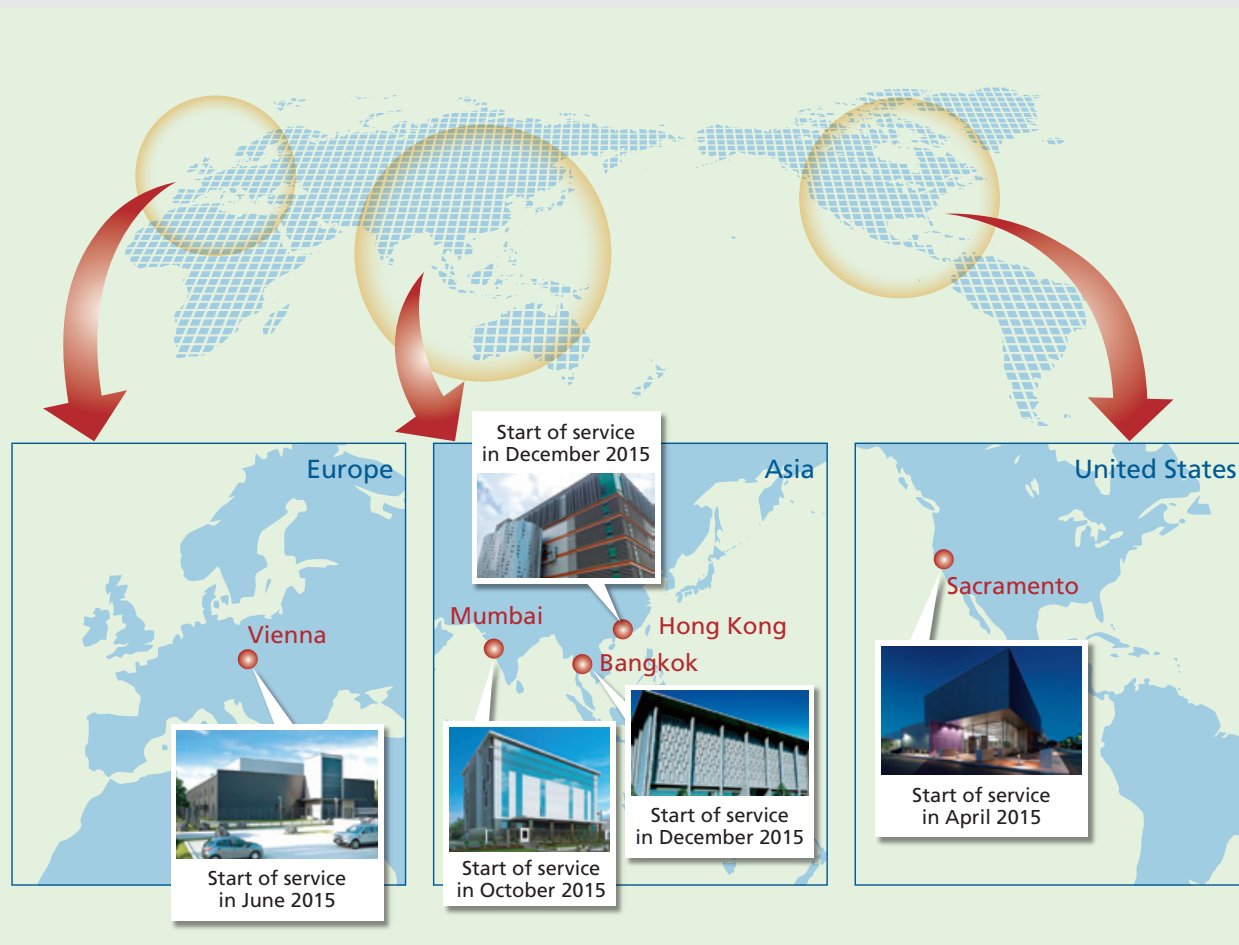 Europe
Vienna
Start of service
in June 2015
Start of service
in December 2015
Asia
Mumbai
Hong Kong
Bangkok
Start of service
in October 2015
Start of service
in December 2015
United States
Sacramento
Start of service
in April 2015